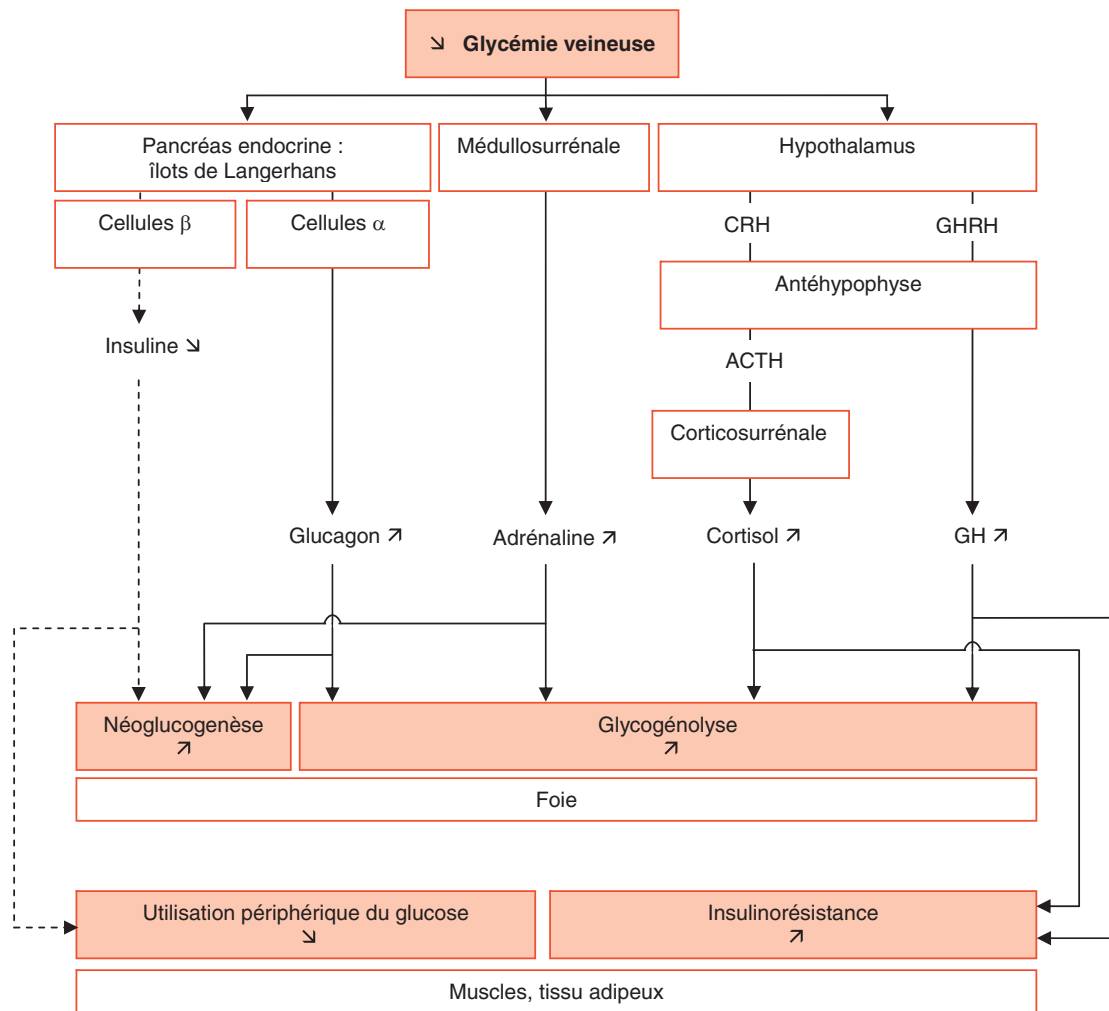 ↘ Glycémie veineuse
Pancréas endocrine :
îlots de Langerhans
Médullosurrénale
Hypothalamus
Cellules β
Cellules α
CRH
GHRH
Antéhypophyse
Insuline ↘
ACTH
Corticosurrénale
Glucagon ↗
Adrénaline ↗
Cortisol ↗
GH ↗
Néoglucogenèse
↗
Glycogénolyse
↗
Foie
Utilisation périphérique du glucose
↘
Insulinorésistance
↗
Muscles, tissu adipeux